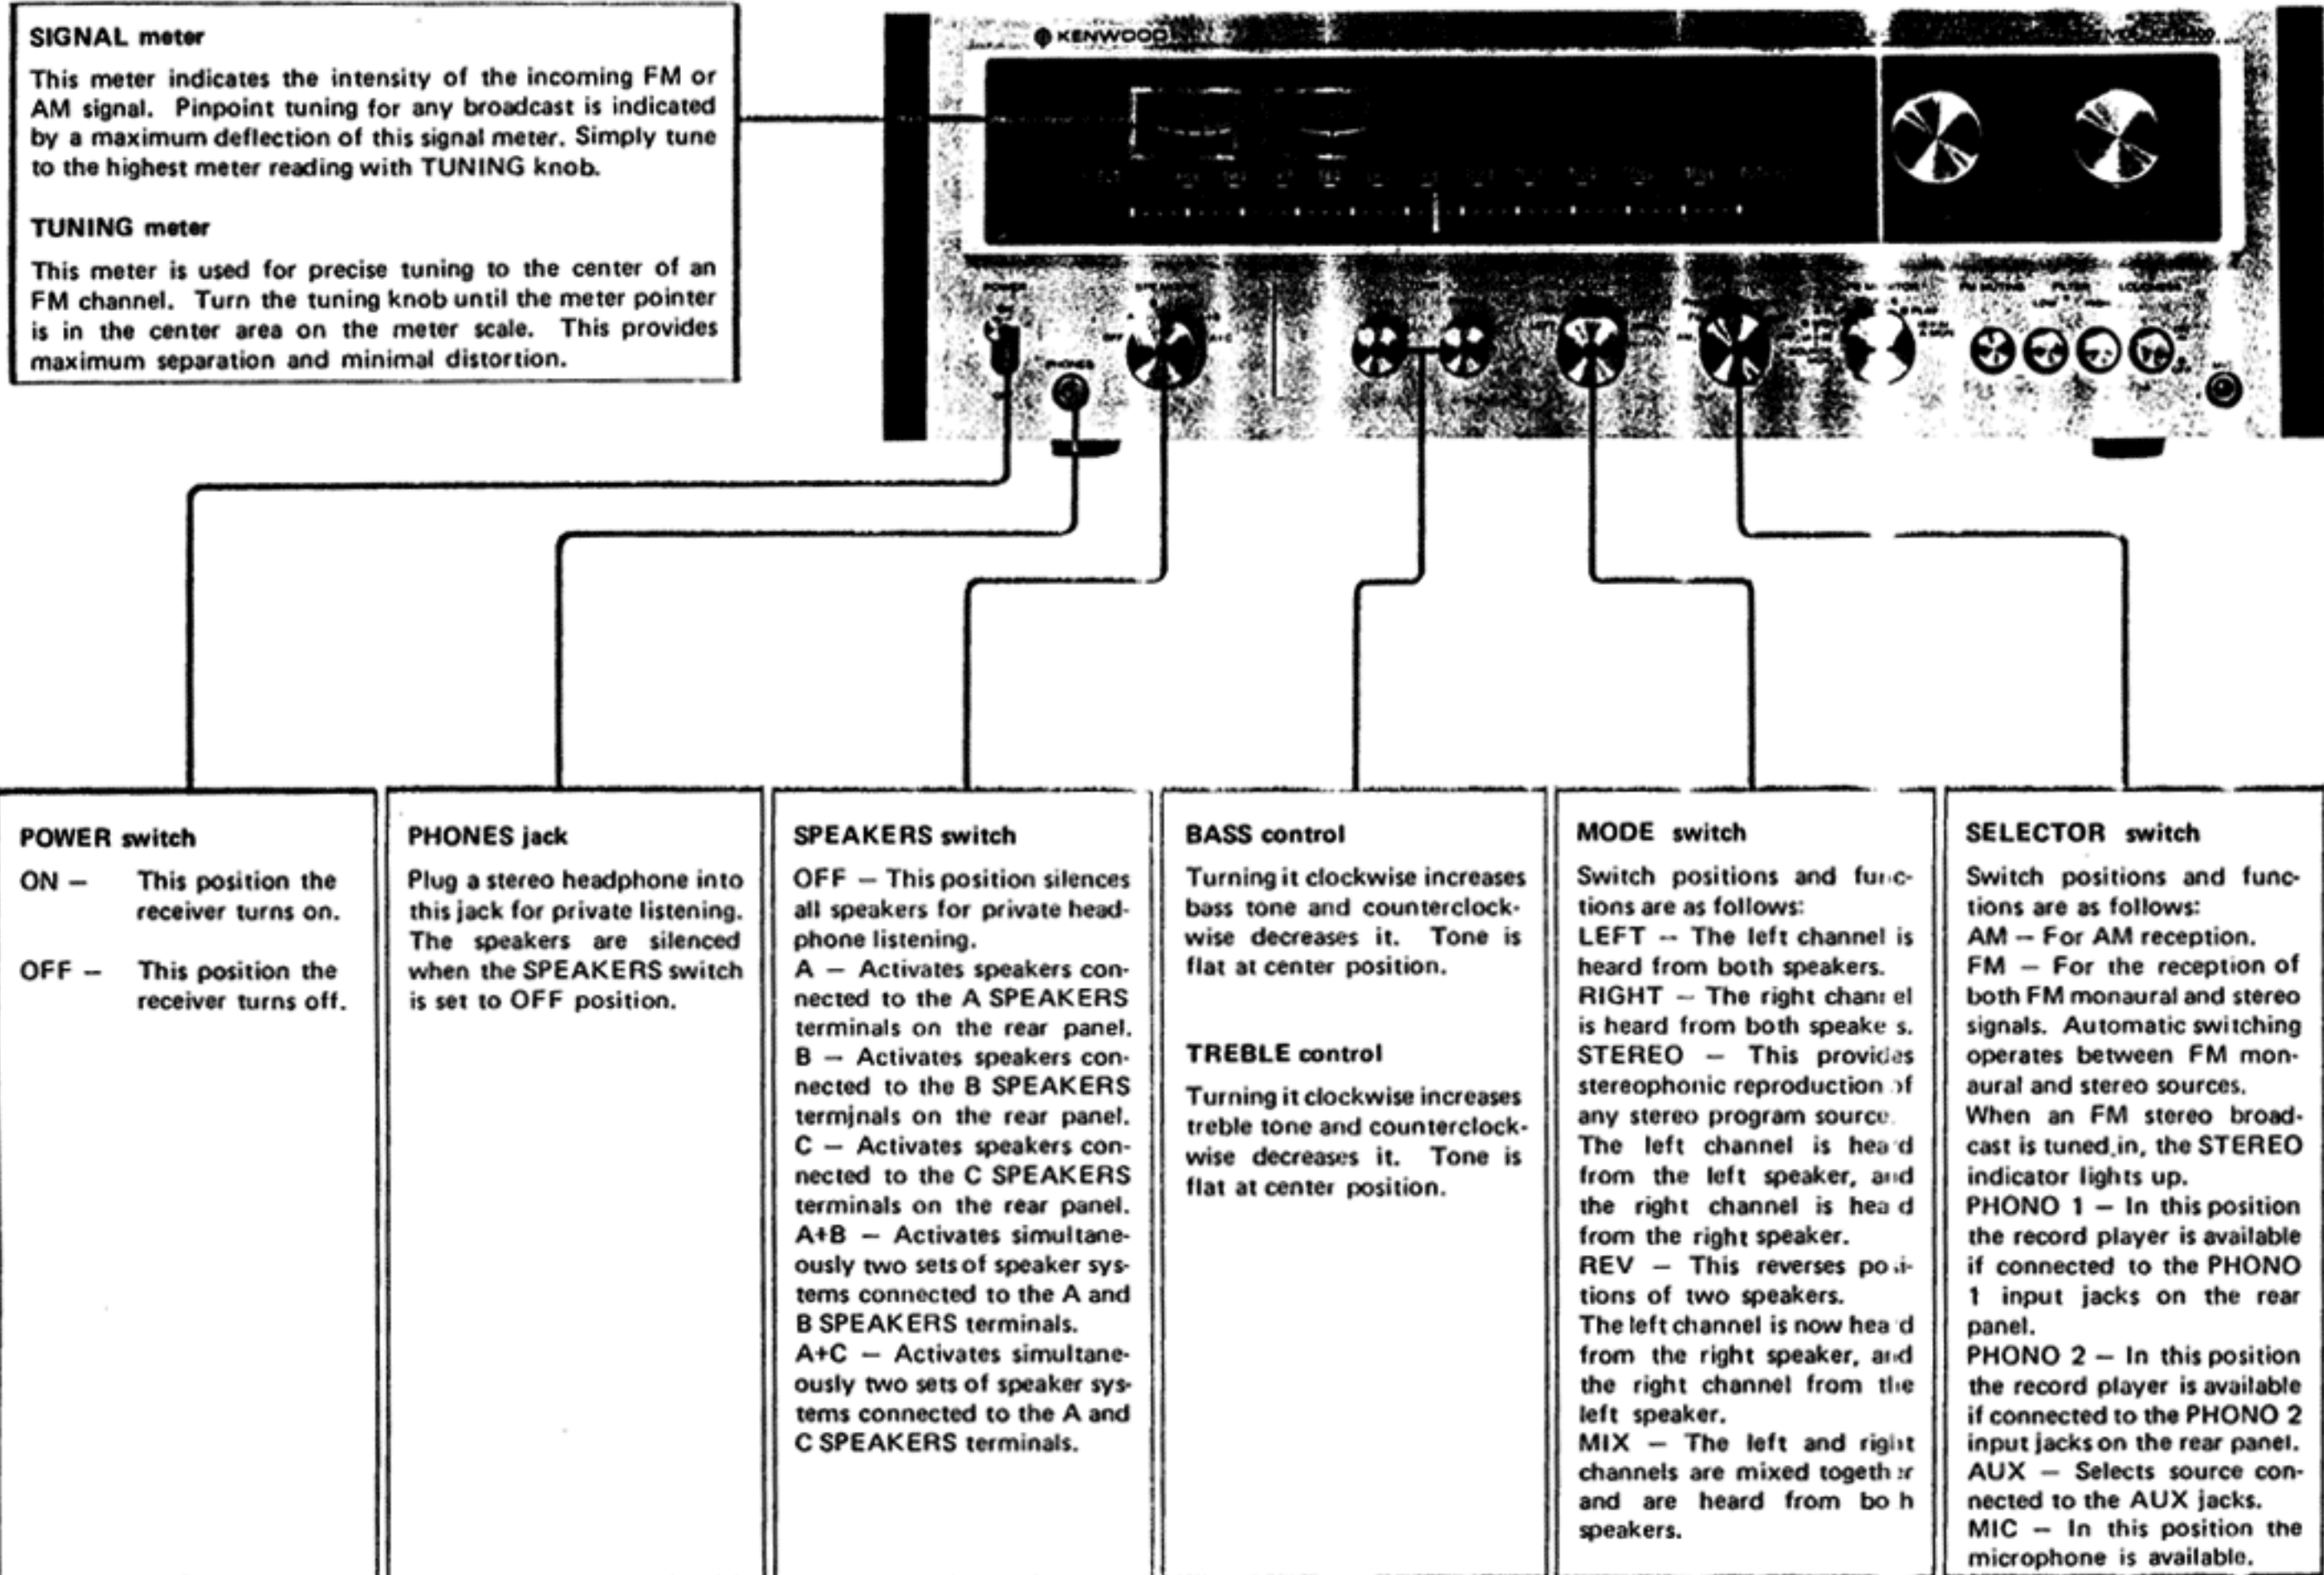 SIGNAL meter
This meter indicates the intensity of the incoming FM or
AM signal. Pinpoint tuning for any broadcast is indicated
by a maximum deflection of this signal meter. Simply tune
to the highest meter reading with TUNING knob.
TUNING meter
This meter is used for precise tuning to the center of an
FM channel. Turn the tuning knob until the meter pointer
is in the center area on the meter scale. This provides
maximum separation and minimal distortion.
KENWOOD
POWER
SPEAKERS
FM MUTING
FILTER
LOUDNESS
LOW
HIGH
A
B
OFF
A+C
PHONES
LEFT
AM
POWER switch
ON — This position the
receiver turns on.
OFF — This position the
receiver turns off.
PHONES jack
Plug a stereo headphone into
this jack for private listening.
The speakers are silenced
when the SPEAKERS switch
is set to OFF position.
SPEAKERS switch
OFF — This position silences
all speakers for private head-
phone listening.
A — Activates speakers con-
nected to the A SPEAKERS
terminals on the rear panel.
B — Activates speakers con-
nected to the B SPEAKERS
terminals on the rear panel.
C — Activates speakers con-
nected to the C SPEAKERS
terminals on the rear panel.
A+B — Activates simultane-
ously two sets of speaker sys-
tems connected to the A and
B SPEAKERS terminals.
A+C — Activates simultane-
ously two sets of speaker sys-
tems connected to the A and
C SPEAKERS terminals.
BASS control
Turning it clockwise increases
bass tone and counterclock-
wise decreases it. Tone is
flat at center position.
TREBLE control
Turning it clockwise increases
treble tone and counterclock-
wise decreases it. Tone is
flat at center position.
MODE switch
Switch positions and func-
tions are as follows:
LEFT — The left channel is
heard from both speakers.
RIGHT — The right channel
is heard from both speakers.
STEREO — This provides
stereophonic reproduction of
any stereo program source.
The left channel is heard
from the left speaker, and
the right channel is heard
from the right speaker.
REV — This reverses posi-
tions of two speakers.
The left channel is now heard
from the right speaker, and
the right channel from the
left speaker.
MIX — The left and right
channels are mixed together
and are heard from both
speakers.
SELECTOR switch
Switch positions and func-
tions are as follows:
AM — For AM reception.
FM — For the reception of
both FM monaural and stereo
signals. Automatic switching
operates between FM mon-
aural and stereo sources.
When an FM stereo broad-
cast is tuned in, the STEREO
indicator lights up.
PHONO 1 — In this position
the record player is available
if connected to the PHONO
1 input jacks on the rear
panel.
PHONO 2 — In this position
the record player is available
if connected to the PHONO 2
input jacks on the rear panel.
AUX — Selects source con-
nected to the AUX jacks.
MIC — In this position the
microphone is available.